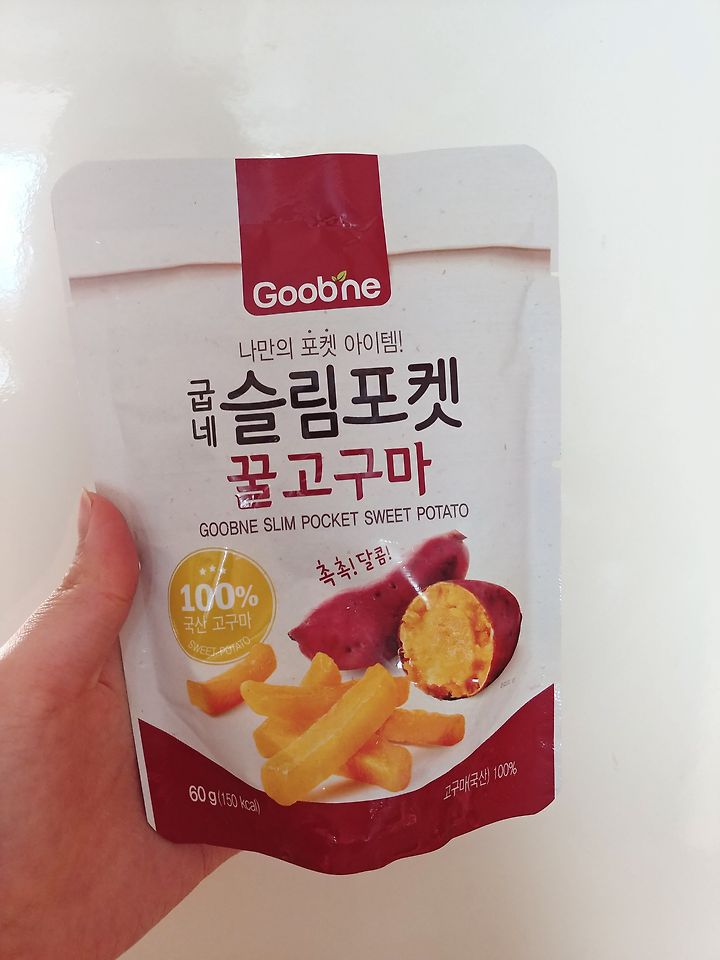 Goobne
나만의 포켓 아이템!
굽네 슬림포켓
꿀고구마
GOOBNE SLIM POCKET SWEET POTATO
촉촉! 달콤!
100%
국산 고구마
SWEET POTATO
60g(150 kcal)
고구마(국산) 100%